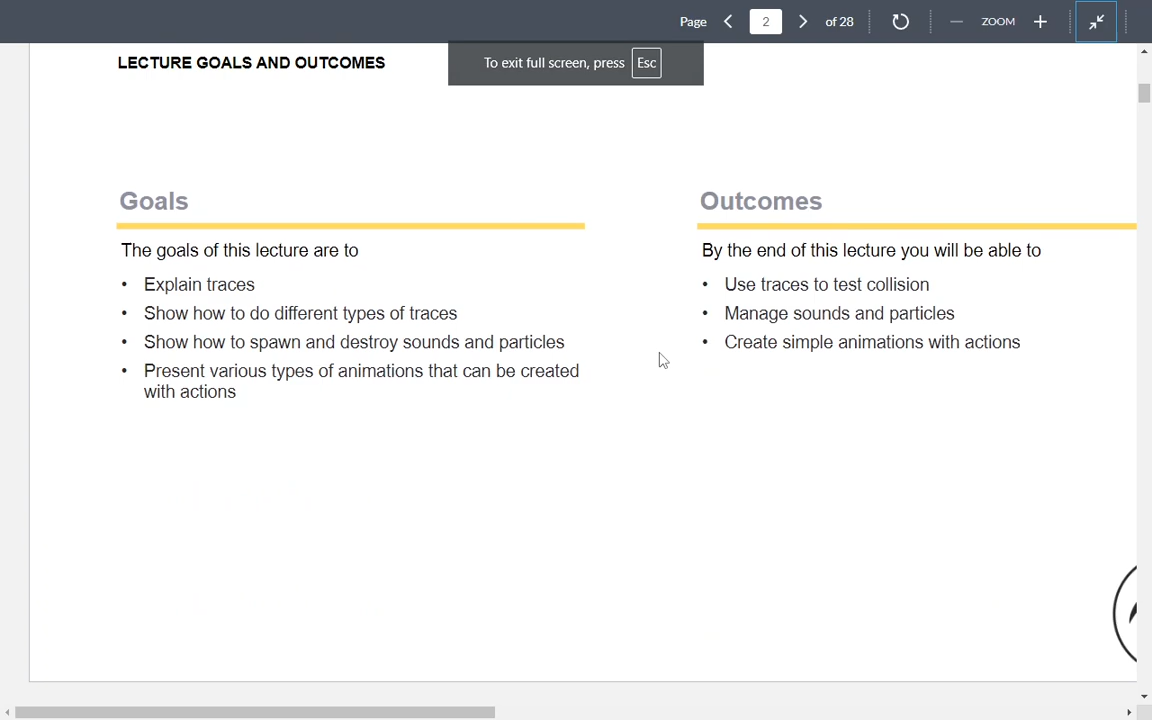 Page 2 of 28 ZOOM
LECTURE GOALS AND OUTCOMES
To exit full screen, press Esc
Goals
The goals of this lecture are to
• Explain traces
• Show how to do different types of traces
• Show how to spawn and destroy sounds and particles
• Present various types of animations that can be created
with actions
Outcomes
By the end of this lecture you will be able to
• Use traces to test collision
• Manage sounds and particles
• Create simple animations with actions